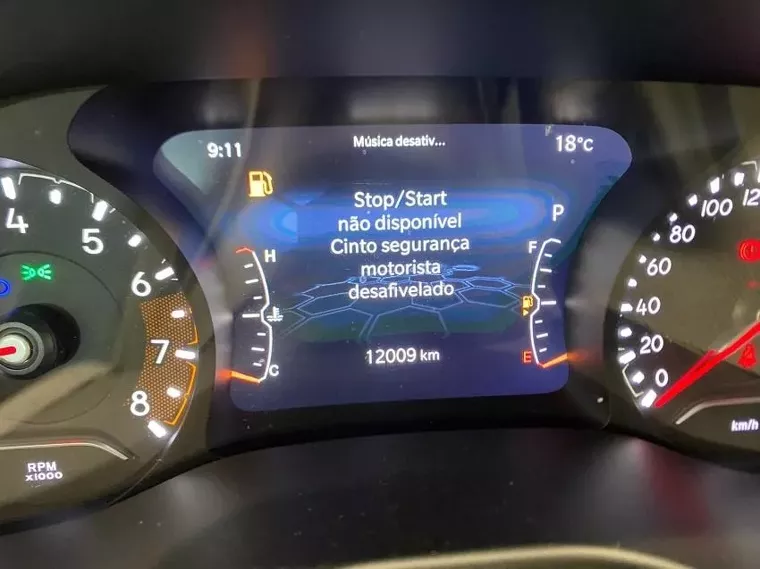 9:11
Música desativ...
18°C
Stop/Start
não disponível
Cinto segurança
motorista
desafivelado
P
H
C
F
E
12009 km
4
5
6
7
8
RPM
X1000
0
20
40
60
80
100
12
km/h